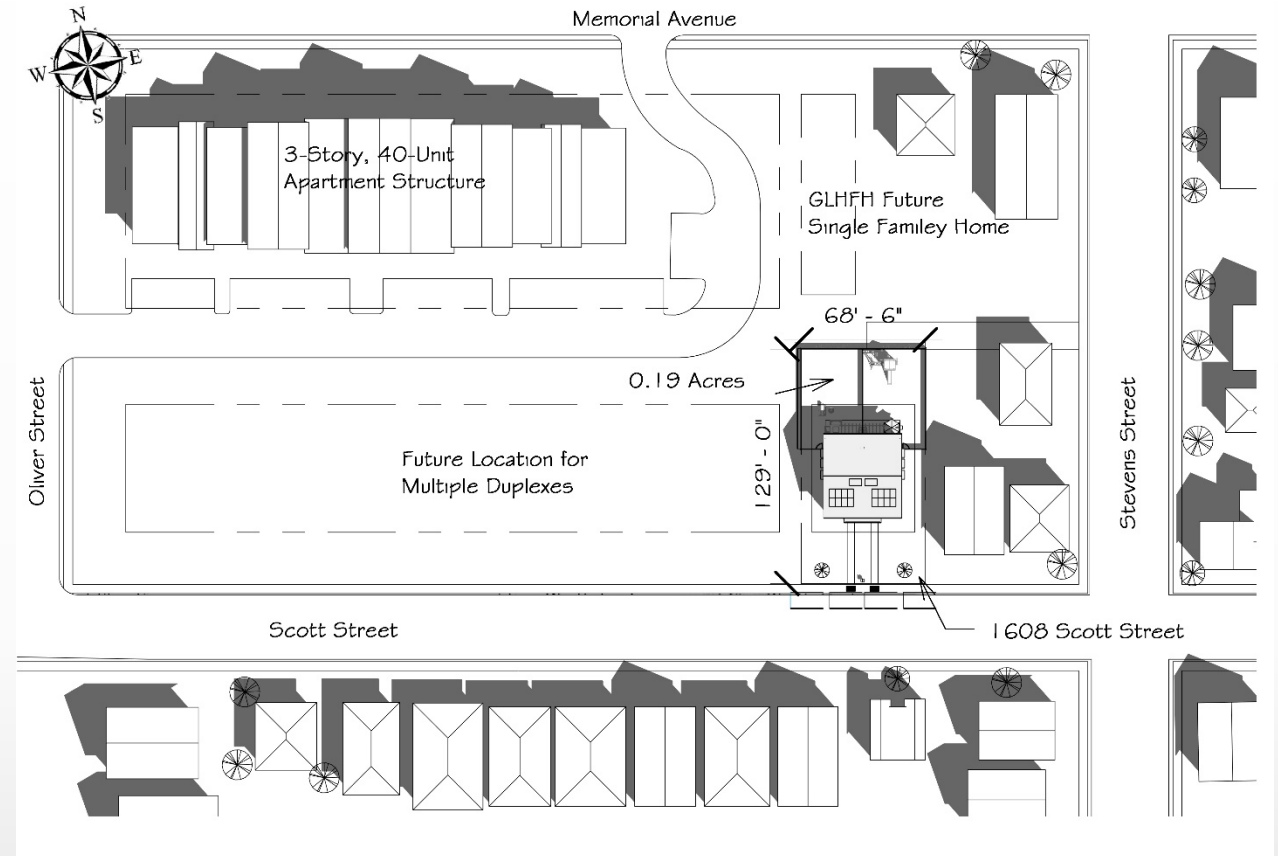 Memorial Avenue
N
W
E
S
3-Story, 40-Unit
Apartment Structure
GLHFH Future
Single Familey Home
68' - 6"
0.19 Acres
129' - 0"
Oliver Street
Future Location for
Multiple Duplexes
Stevens Street
Scott Street
1608 Scott Street